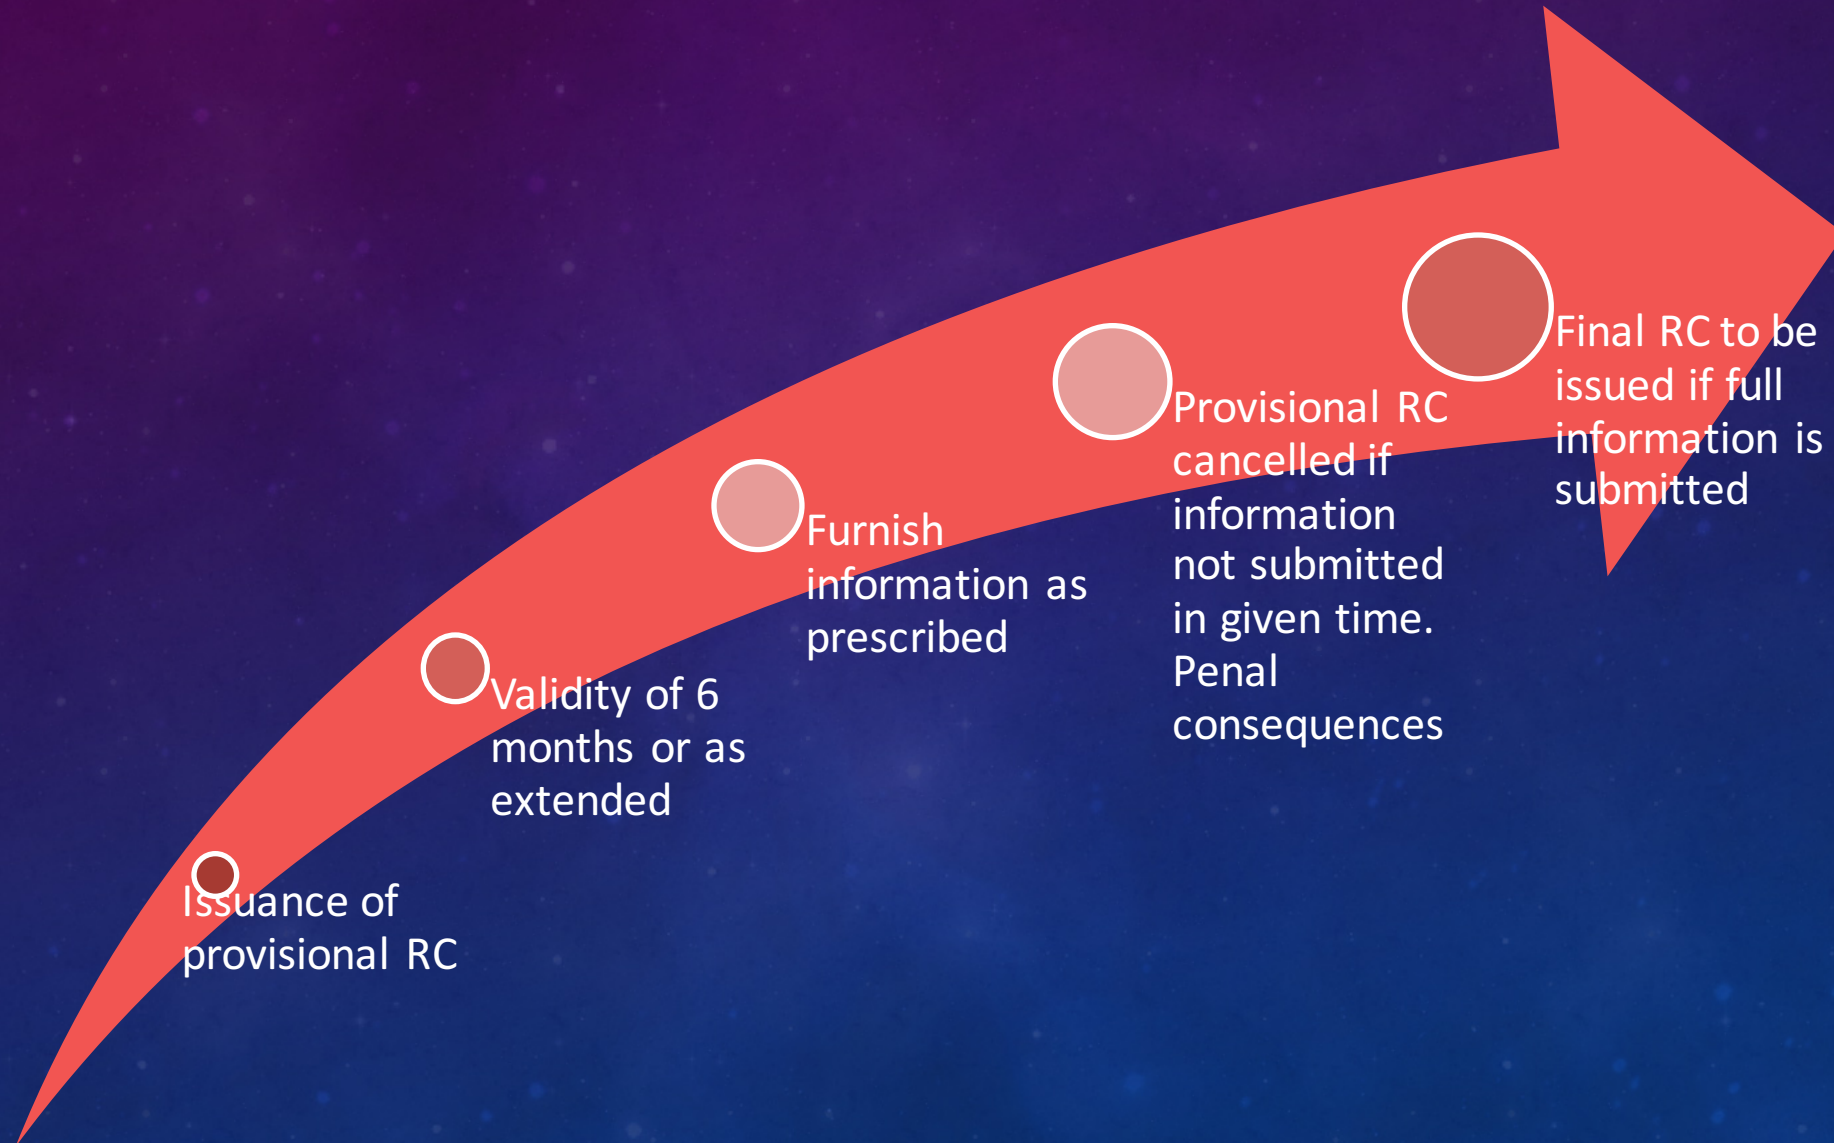 Issuance of
provisional RC
Validity of 6
months or as
extended
Furnish
information as
prescribed
Provisional RC
cancelled if
information
not submitted
in given time.
Penal
consequences
Final RC to be
issued if full
information is
submitted